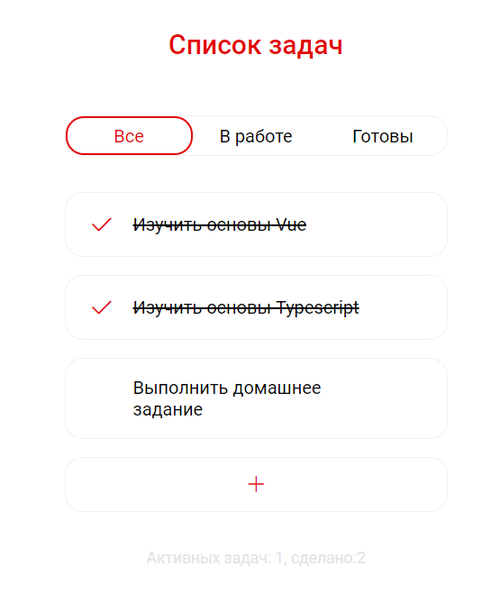 Список задач
Все
В работе
Готовы
Изучить основы Vue
Изучить основы Typescript
Выполнить домашнее
задание
+
Активных задач: 1, сделано:2